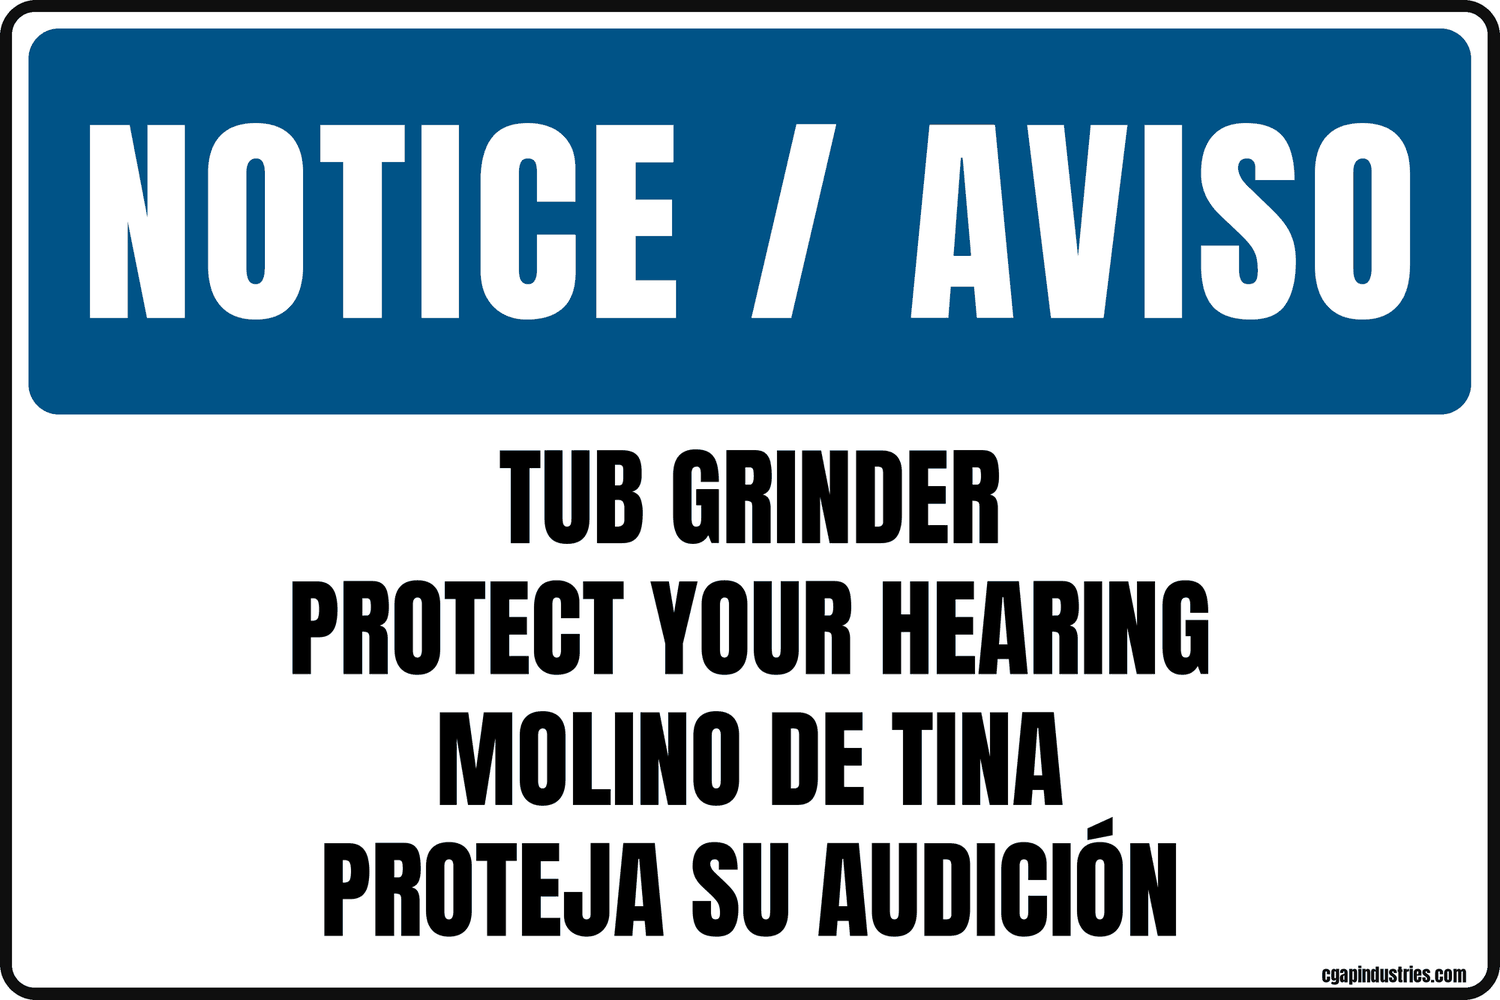 NOTICE / AVISO
TUB GRINDER
PROTECT YOUR HEARING
MOLINO DE TINA
PROTEJA SU AUDICIÓN
cgapindustries.com